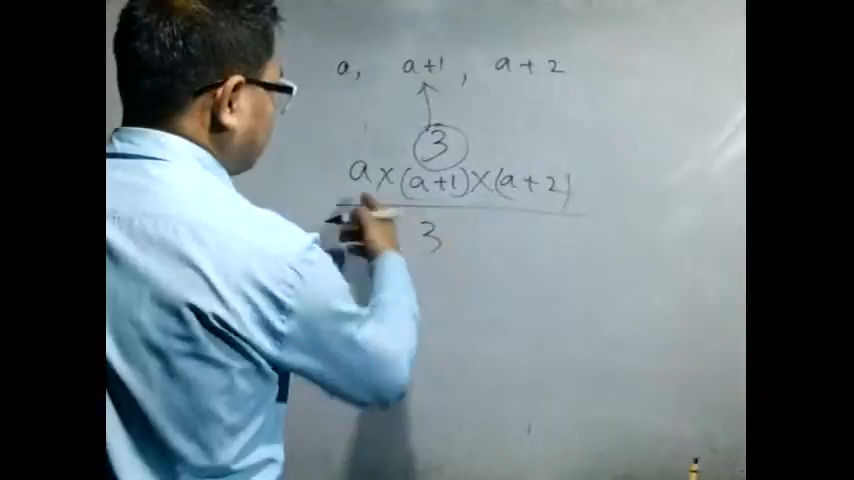 a, a+1, a+2
3
a×(a+1)×(a+2)
3